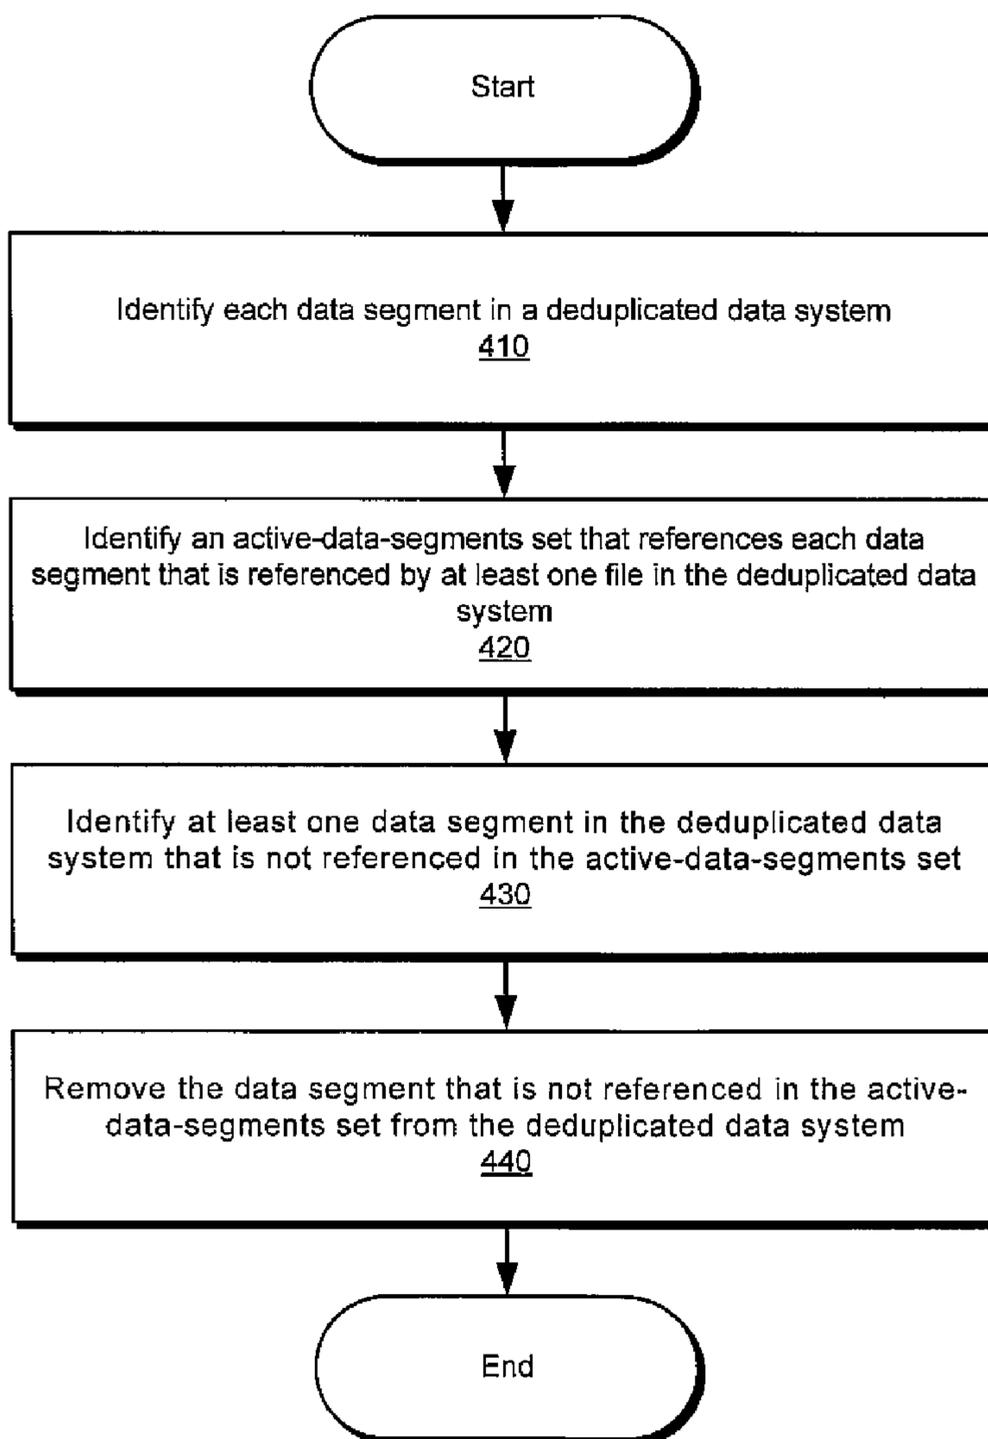 Start
Identify each data segment in a deduplicated data system
410
Identify an active-data-segments set that references each data
segment that is referenced by at least one file in the deduplicated data
system
420
Identify at least one data segment in the deduplicated data
system that is not referenced in the active-data-segments set
430
Remove the data segment that is not referenced in the active-
data-segments set from the deduplicated data system
440
End